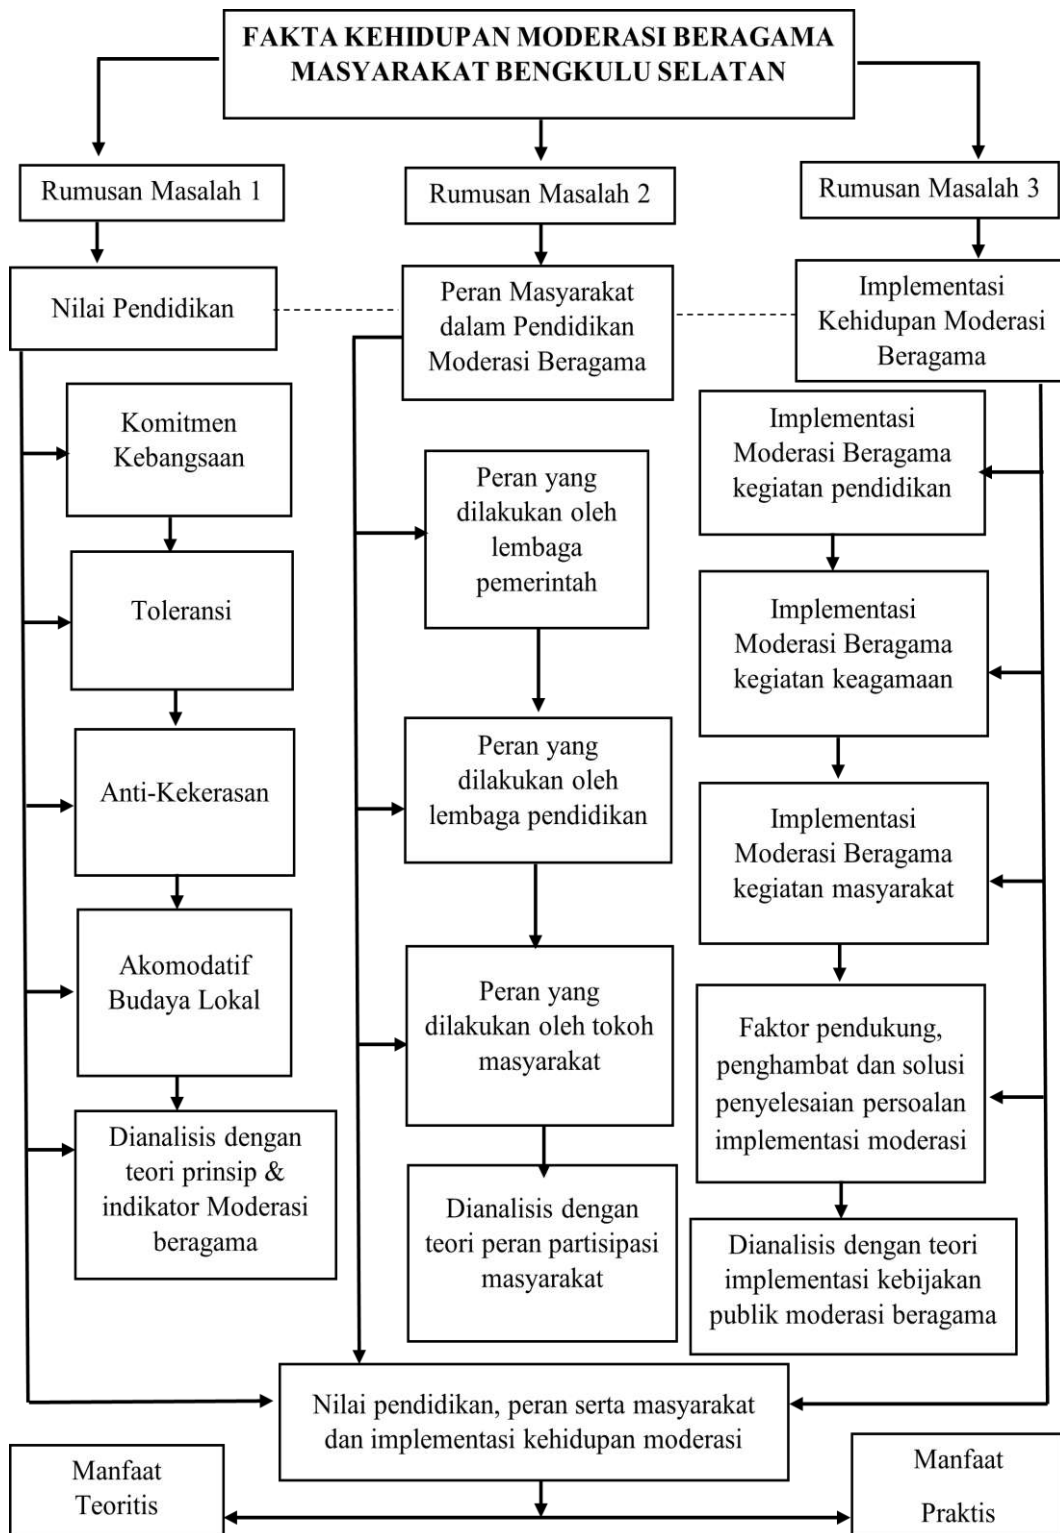 FAKTA KEHIDUPAN MODERASI BERAGAMA
MASYARAKAT BENGKULU SELATAN
Rumusan Masalah 1
Rumusan Masalah 2
Rumusan Masalah 3
Nilai Pendidikan
Peran Masyarakat
dalam Pendidikan
Moderasi Beragama
Implementasi
Kehidupan Moderasi
Beragama
Komitmen
Kebangsaan
Toleransi
Anti-Kekerasan
Akomodatif
Budaya Lokal
Dianalisis dengan
teori prinsip &
indikator Moderasi
beragama
Peran yang
dilakukan oleh
lembaga
pemerintah
Peran yang
dilakukan oleh
lembaga pendidikan
Peran yang
dilakukan oleh tokoh
masyarakat
Dianalisis dengan
teori peran partisipasi
masyarakat
Implementasi
Moderasi Beragama
kegiatan pendidikan
Implementasi
Moderasi Beragama
kegiatan keagamaan
Implementasi
Moderasi Beragama
kegiatan masyarakat
Faktor pendukung,
penghambat dan solusi
penyelesaian persoalan
implementasi moderasi
Dianalisis dengan teori
implementasi kebijakan
publik moderasi beragama
Nilai pendidikan, peran serta masyarakat
dan implementasi kehidupan moderasi
Manfaat
Teoritis
Manfaat
Praktis